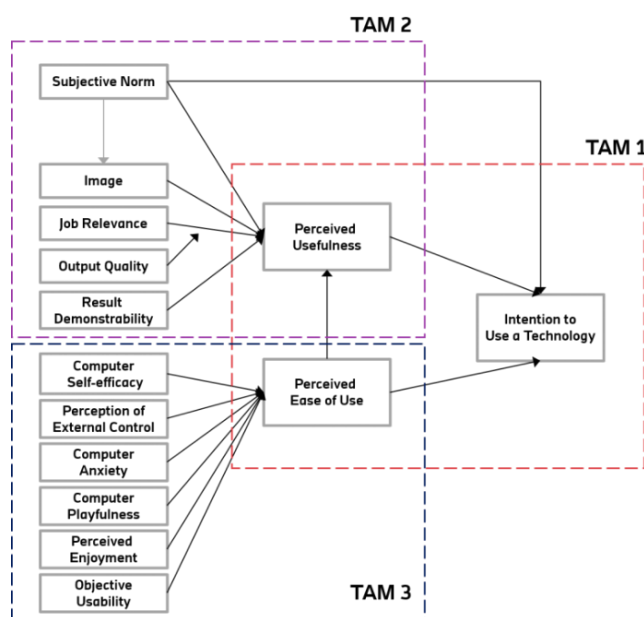 TAM 2
Subjective Norm
TAM 1
Image
Job Relevance
Output Quality
Result
Demonstrability
Perceived
Usefulness
Intention to
Use a Technology
Computer
Self-efficacy
Perception of
External Control
Computer
Anxiety
Computer
Playfulness
Perceived
Enjoyment
Objective
Usability
Perceived
Ease of Use
TAM 3